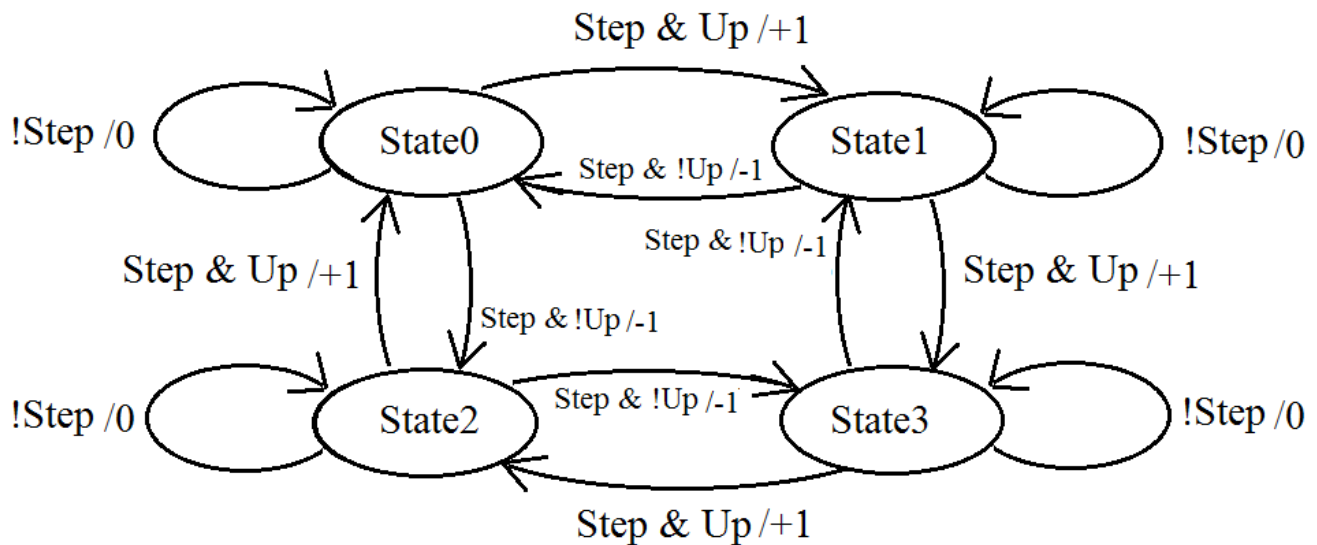 Step & Up /+1
!Step /0
State0
State1
!Step /0
Step & !Up /-1
Step & !Up /-1
Step & Up /+1
Step & Up /+1
Step & !Up /-1
!Step /0
State2
Step & !Up /-1
State3
!Step /0
Step & Up /+1